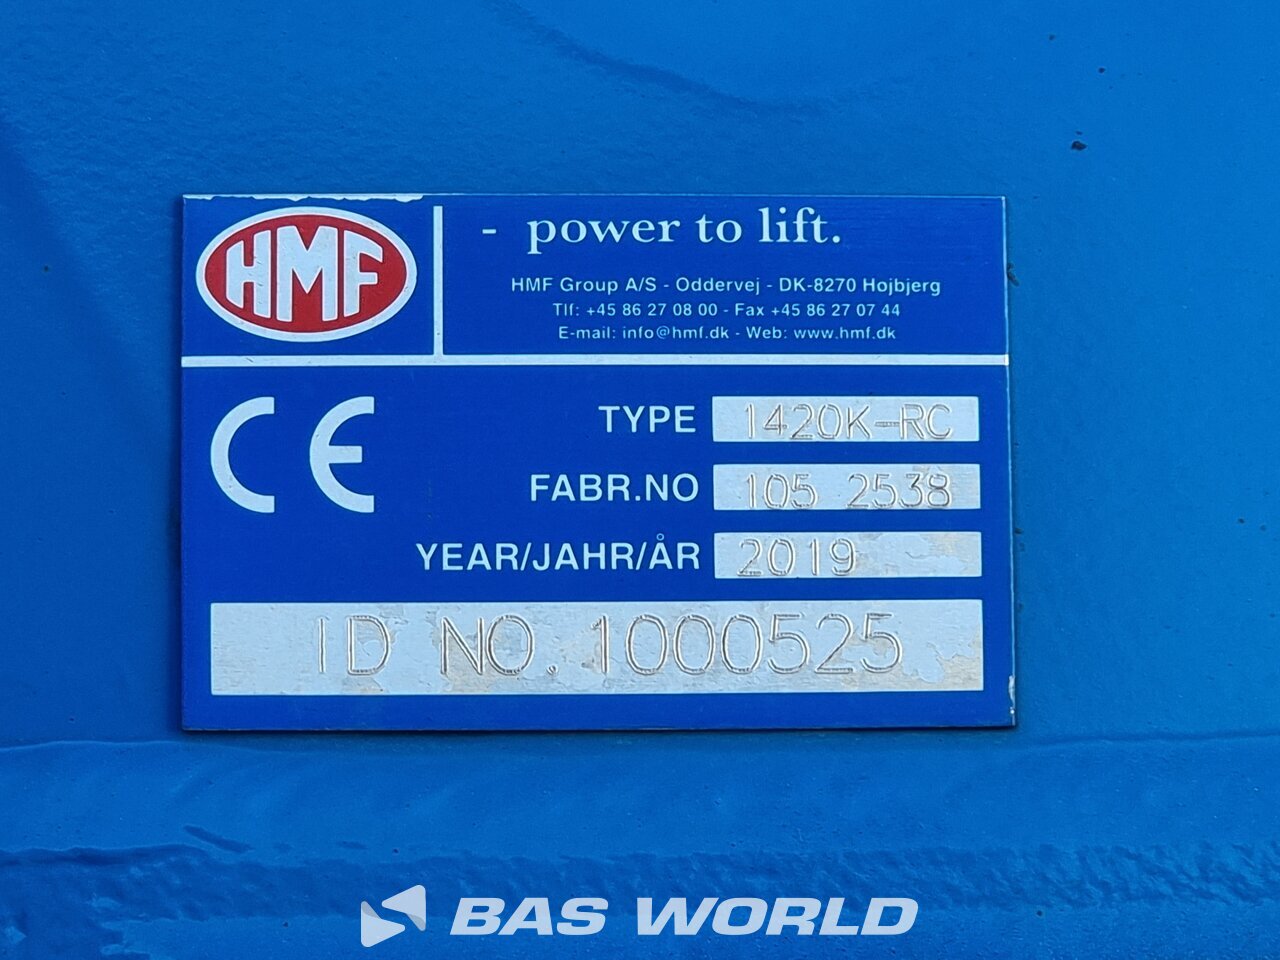 HMF
- power to lift.
HMF Group A/S - Oddervej - DK-8270 Hojbjerg
Tlf: +45 86 27 08 00 - Fax +45 86 27 07 44
E-mail: info@hmf.dk - Web: www.hmf.dk
CE
TYPE 1420K-RC
FABR.NO 105 2538
YEAR/JAHR/ÅR 2019
ID NO. 1000525
BAS WORLD